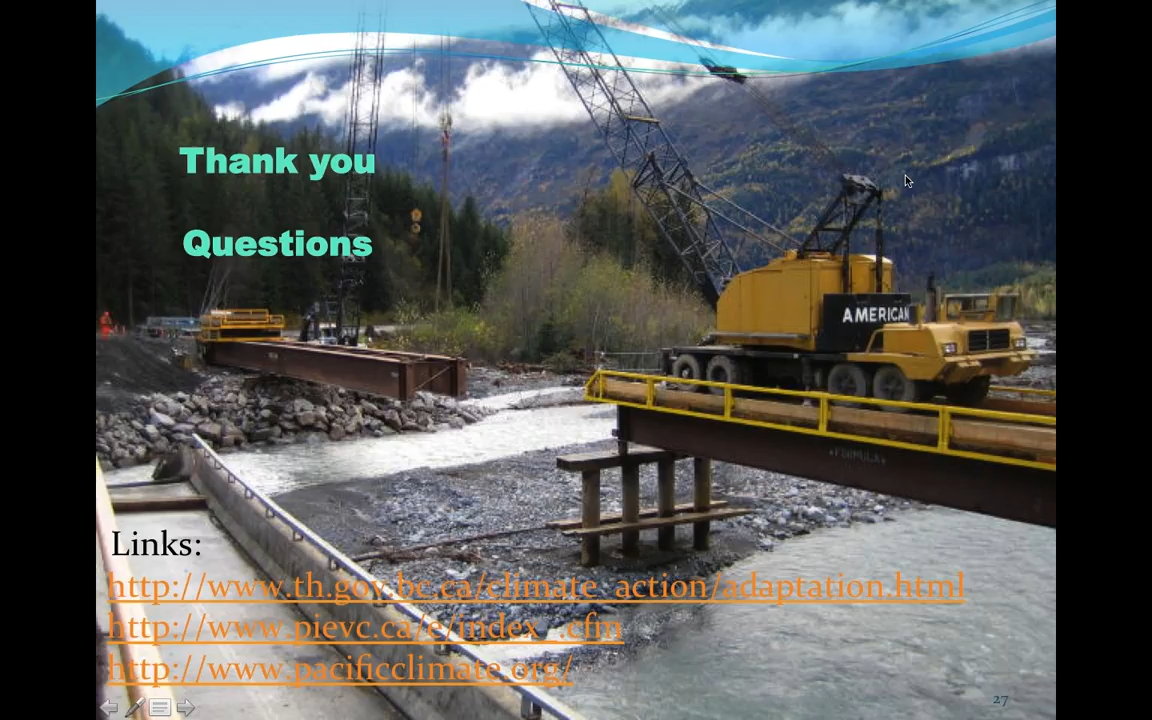 Thank you
Questions
AMERICAN
FORMULA
Links:
http://www.th.gov.bc.ca/climate_action/adaptation.html
http://www.pievc.ca/e/index_.cfm
http://www.pacificclimate.org/
27